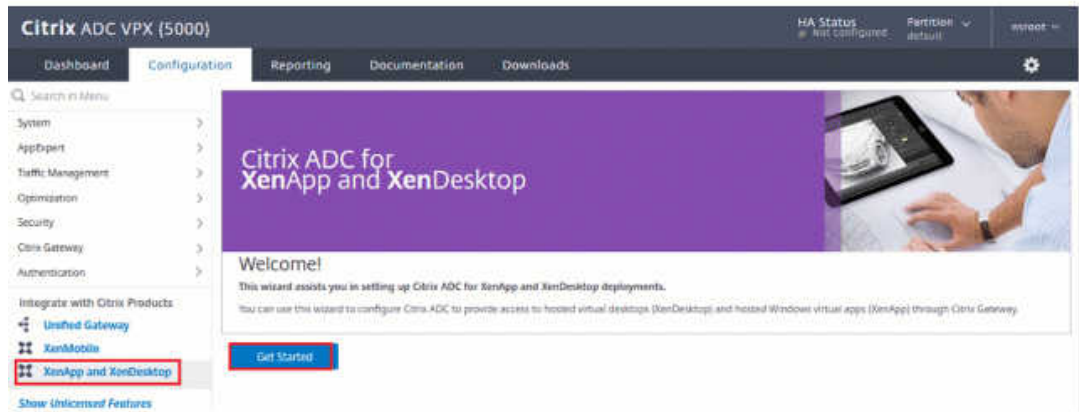 Citrix ADC VPX (5000)
HA Status
Not configured
Partition
default
nsroot
Dashboard
Configuration
Reporting
Documentation
Downloads
Search in Menu
System
AppExpert
Traffic Management
Optimization
Security
Citrix Gateway
Authentication
Integrate with Citrix Products
Unified Gateway
XenMobile
XenApp and XenDesktop
Show Unlicensed Features
Citrix ADC for
XenApp and XenDesktop
Welcome!
This wizard assists you in setting up Citrix ADC for XenApp and XenDesktop deployments.
You can use this wizard to configure Citrix ADC to provide access to hosted virtual desktops (XenDesktop) and hosted Windows virtual apps (XenApp) through Citrix Gateway.
Get Started